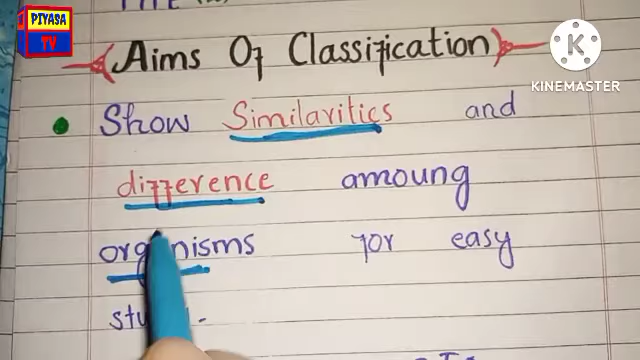 PIYASA
TV
Aims Of Classification
KINEMASTER
Show Similarities and
difference amoung
organisms for easy